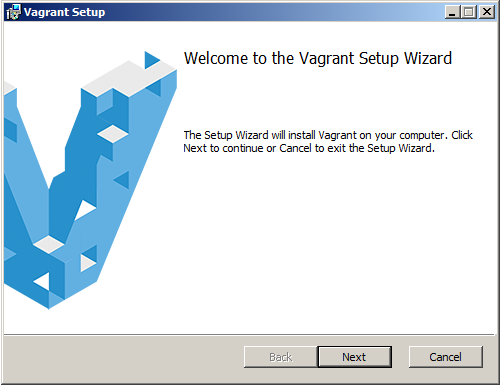 Vagrant Setup
Welcome to the Vagrant Setup Wizard
The Setup Wizard will install Vagrant on your computer. Click
Next to continue or Cancel to exit the Setup Wizard.
Back
Next
Cancel